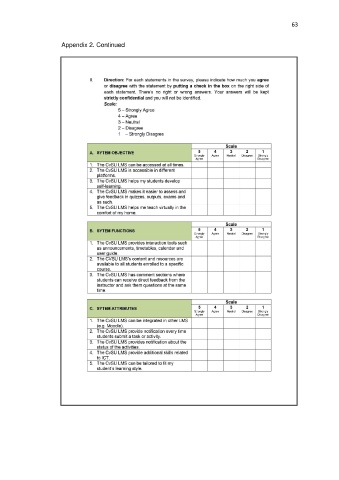 63
Appendix 2. Continued
II. Direction: For each statements in the survey, please indicate how much you agree
or disagree with the statement by putting a check in the box on the right side of
each statement. There's no right or wrong answers. Your answers will be kept
strictly confidential and you will not be identified.
Scale:
5 – Strongly Agree
4 – Agree
3 – Neutral
2 – Disagree
1 – Strongly Disagree
Scale
A. SYTEM OBJECTIVE 5 4 3 2 1
Strongly Agree Agree Neutral Disagree Strongly Disagree
1. The CvSU LMS can be accessed at all times.
2. The CvSU LMS is accessible in different
platforms.
3. The CvSU LMS helps my students develop
self-learning.
4. The CvSU LMS makes it easier to assess and
give feedback in quizzes, outputs, exams and
as such.
5. The CvSU LMS helps me teach virtually in the
comfort of my home.
Scale
B. SYTEM FUNCTIONS 5 4 3 2 1
Strongly Agree Agree Neutral Disagree Strongly Disagree
1. The CvSU LMS provides interaction tools such
as announcements, timetables, calendar and
user guide.
2. The CvSU LMS's content and resources are
available to all students enrolled to a specific
course.
3. The CvSU LMS has comment sections where
students can receive direct feedback from the
instructor and ask them questions at the same
time.
Scale
C. SYTEM ATTRIBUTES 5 4 3 2 1
Strongly Agree Agree Neutral Disagree Strongly Disagree
1. The CvSU LMS can be integrated in other LMS
(e.g. Moodle)
2. The CvSU LMS provide notification every time
students submit a task or activity.
3. The CvSU LMS provides notification about the
status of the activities.
4. The CvSU LMS provide additional skills related
to ICT.
5. The CvSU LMS can be tailored to fit my
student's learning style.